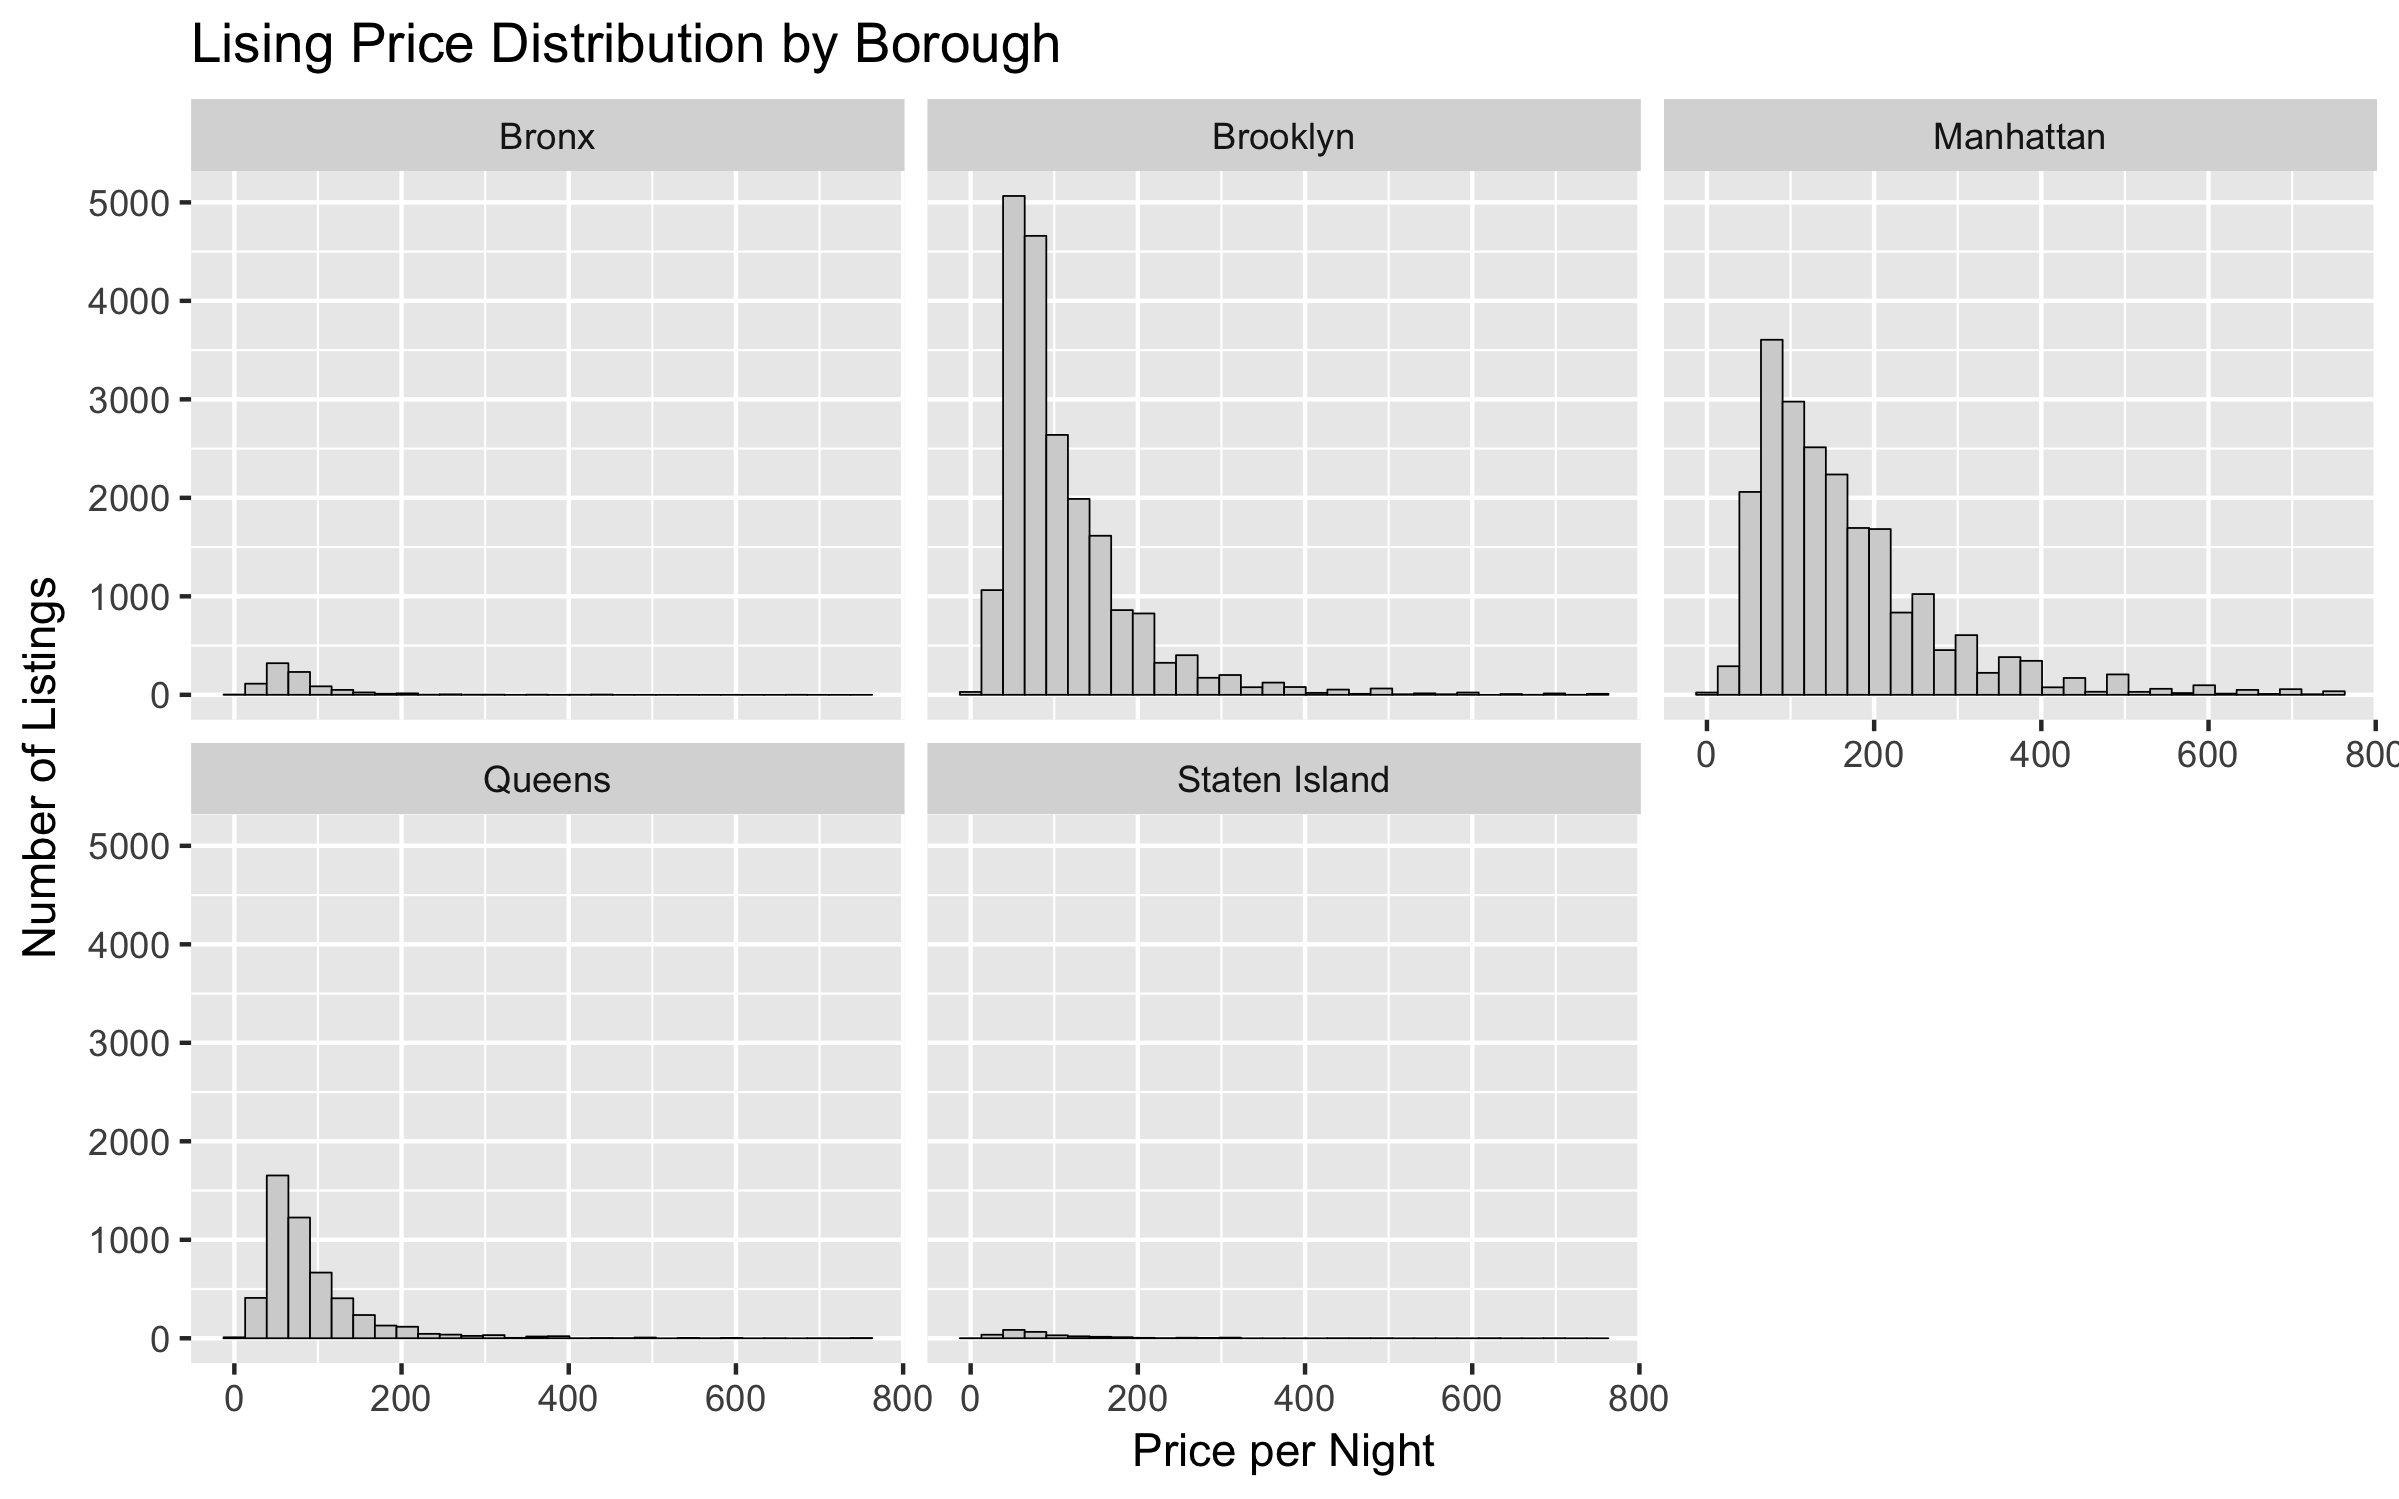 Lising Price Distribution by Borough
Bronx
Brooklyn
Manhattan
5000
4000
3000
2000
1000
0
0 200 400 600 800
Number of Listings
Queens
Staten Island
5000
4000
3000
2000
1000
0
0 200 400 600 800
0 200 400 600 800
Price per Night